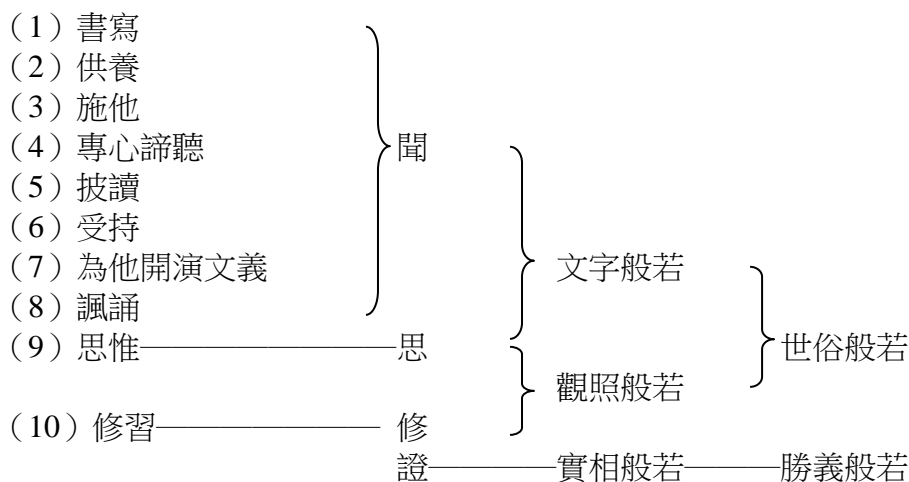 （1）書寫
（2）供養
（3）施他
（4）專心諦聽 聞
（5）披讀
（6）受持
（7）為他開演文義 文字般若
（8）諷誦
（9）思惟 思 世俗般若
觀照般若
（10）修習 修
證 實相般若 勝義般若